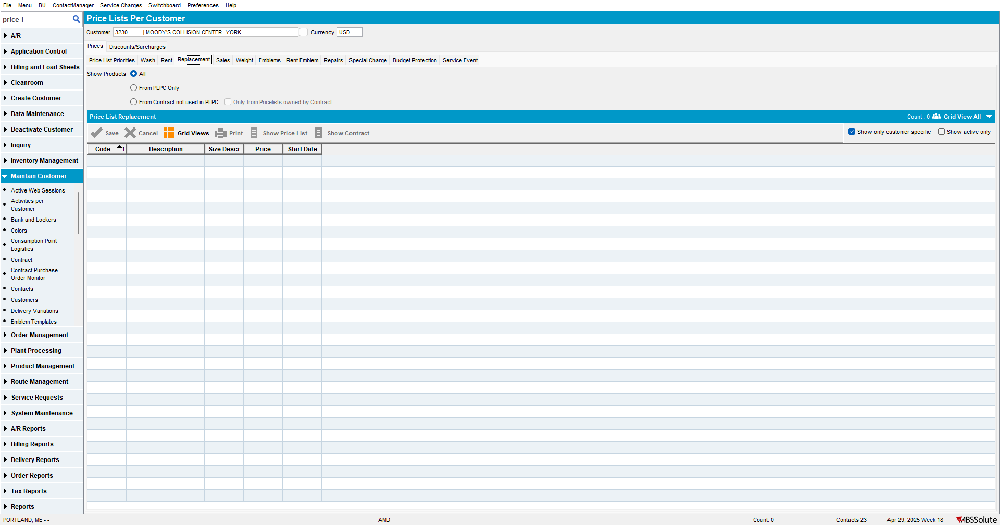 File Menu BU ContactManager Service Charges Switchboard Preferences Help
price l
A/R
Application Control
Billing and Load Sheets
Cleanroom
Create Customer
Data Maintenance
Deactivate Customer
Inquiry
Inventory Management
Maintain Customer
Active Web Sessions
Activities per
Customer
Bank and Lockers
Colors
Consumption Point
Logistics
Contract
Contract Purchase
Order Monitor
Contacts
Customers
Delivery Variations
Emblem Templates
Order Management
Plant Processing
Product Management
Route Management
Service Requests
System Maintenance
A/R Reports
Billing Reports
Delivery Reports
Order Reports
Tax Reports
Reports
Price Lists Per Customer
Customer 3230 | MOODY'S COLLISION CENTER- YORK ... Currency USD
Prices Discounts/Surcharges
Price List Priorities Wash Rent Replacement Sales Weight Emblems Rent Emblem Repairs Special Charge Budget Protection Service Event
Show Products All
From PLPC Only
From Contract not used in PLPC Only from Pricelists owned by Contract
Price List Replacement Count : 0 Grid View All
Save Cancel Grid Views Print Show Price List Show Contract Show only customer specific Show active only
Code 1 Description Size Descr Price Start Date
PORTLAND, ME - - AMD Count: 0 Contacts 23 Apr 29, 2025 Week 18 ABSSolute